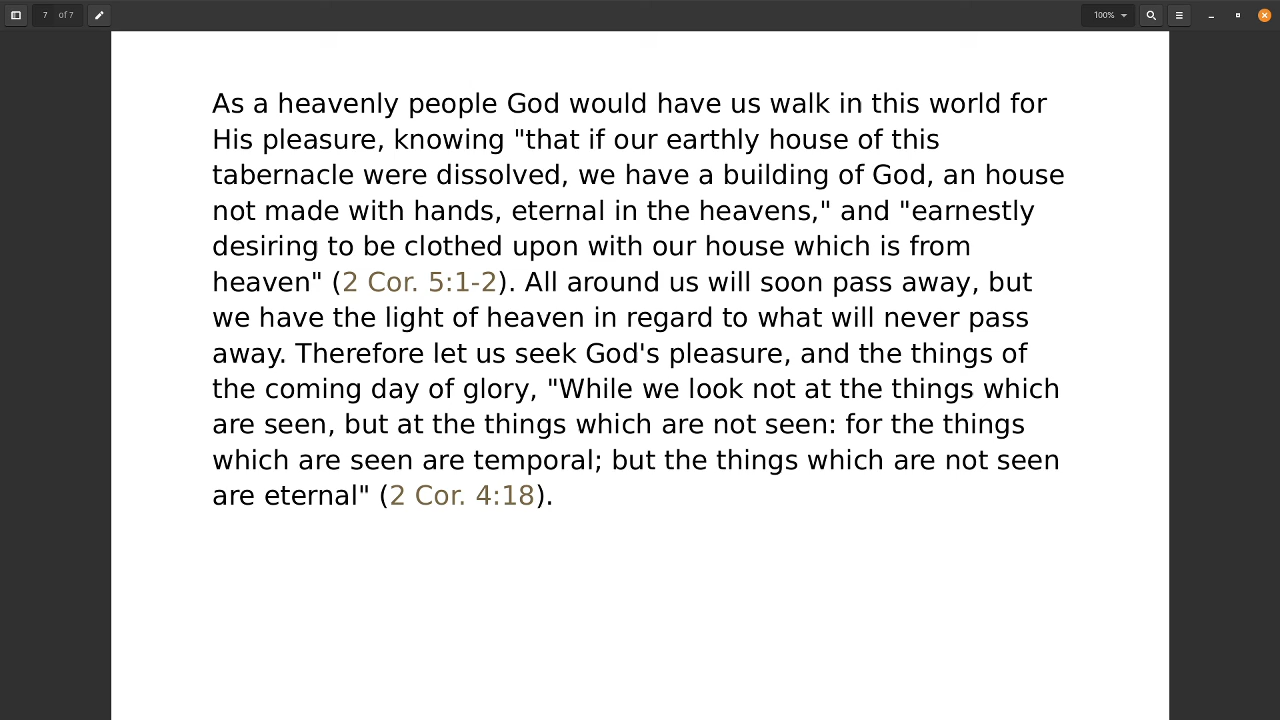 7 of 7
100%
As a heavenly people God would have us walk in this world for
His pleasure, knowing "that if our earthly house of this
tabernacle were dissolved, we have a building of God, an house
not made with hands, eternal in the heavens," and "earnestly
desiring to be clothed upon with our house which is from
heaven" (2 Cor. 5:1-2). All around us will soon pass away, but
we have the light of heaven in regard to what will never pass
away. Therefore let us seek God's pleasure, and the things of
the coming day of glory, "While we look not at the things which
are seen, but at the things which are not seen: for the things
which are seen are temporal; but the things which are not seen
are eternal" (2 Cor. 4:18).